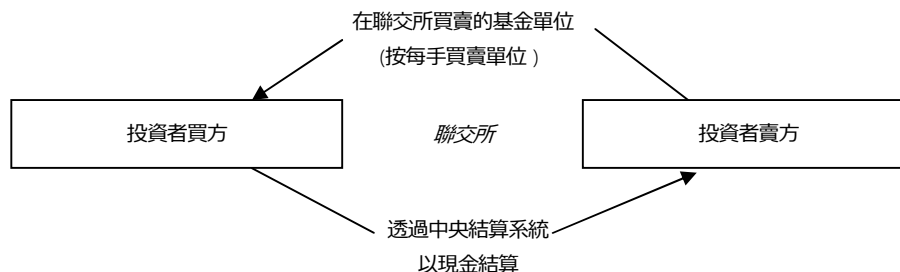 在聯交所買賣的基金單位
(按每手買賣單位 )
投資者買方
聯交所
投資者賣方
透過中央結算系統
以現金結算